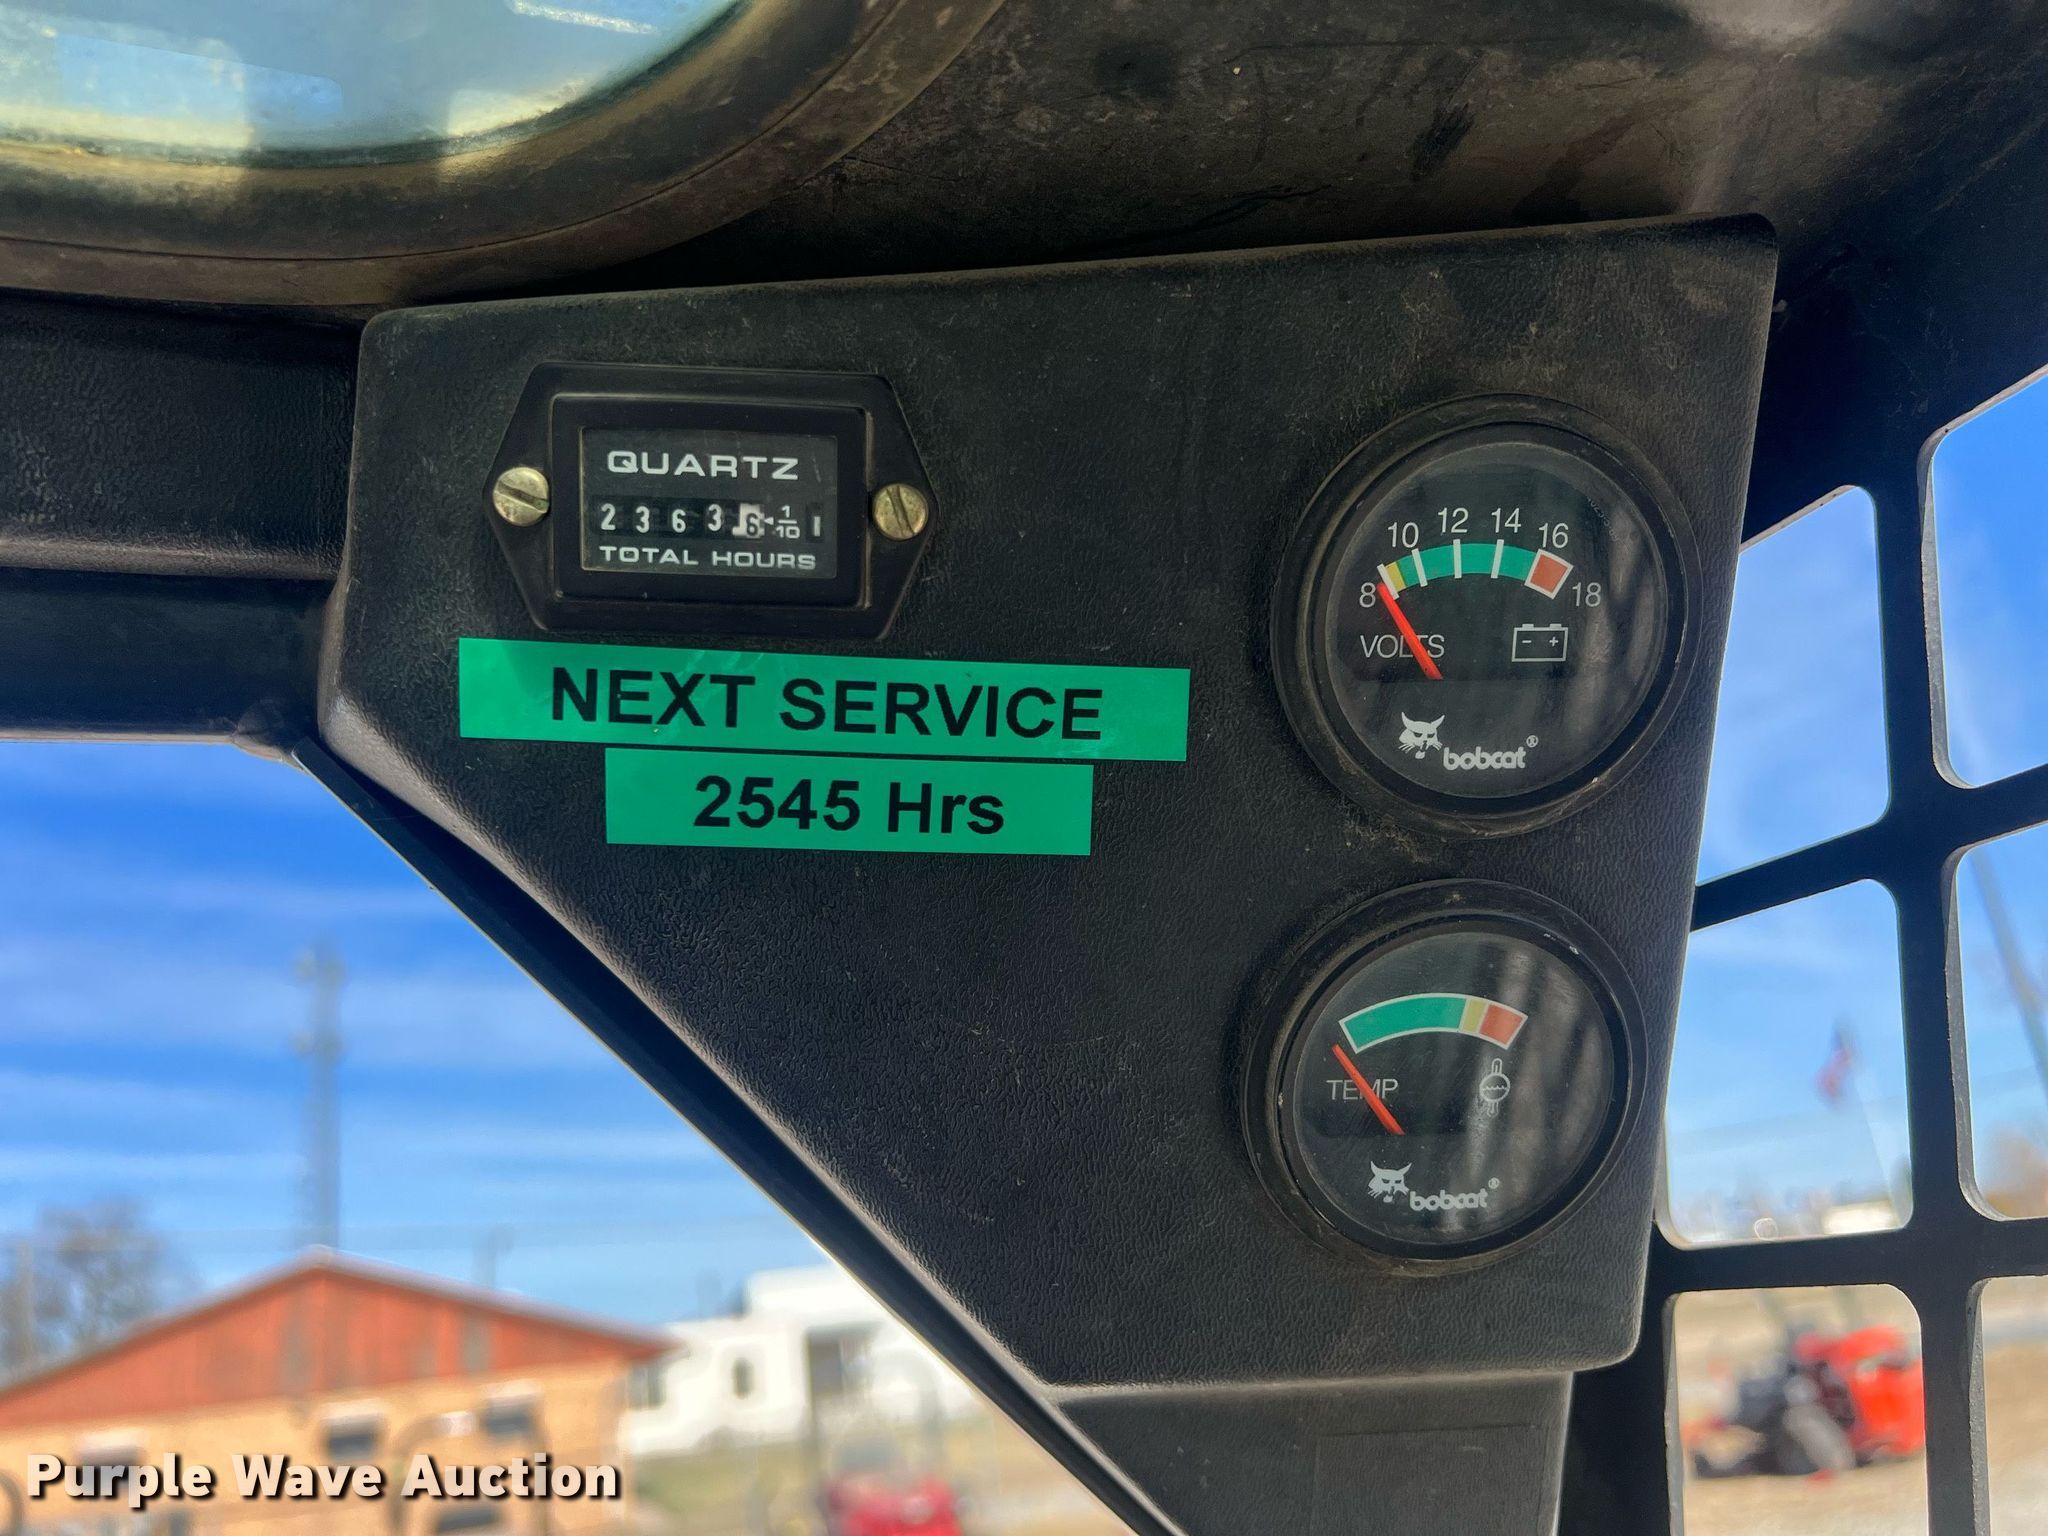 QUARTZ
2 3 6 3 6 1/10
TOTAL HOURS
NEXT SERVICE
2545 Hrs
8 10 12 14 16 18
VOLTS
- +
bobcat®
TEMP
bobcat®
Purple Wave Auction